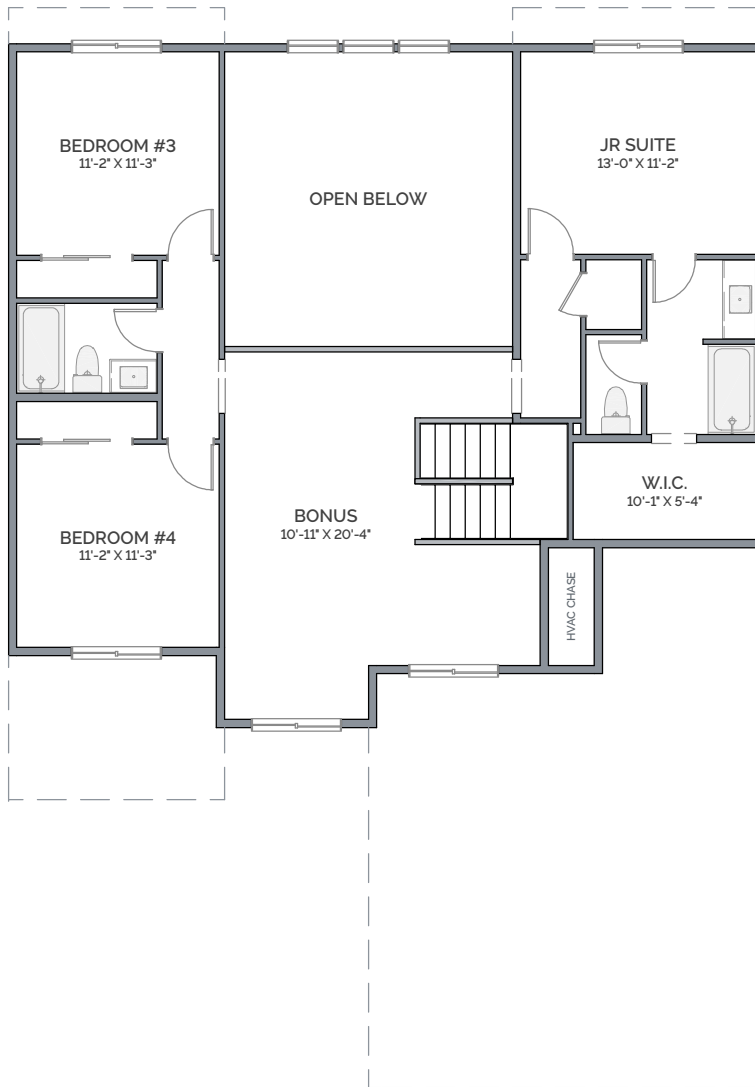 BEDROOM #3
11'-2" X 11'-3"
JR SUITE
13'-0" X 11'-2"
OPEN BELOW
W.I.C.
10'-1" X 5'-4"
BONUS
10'-11" X 20'-4"
BEDROOM #4
11'-2" X 11'-3"
HVAC CHASE